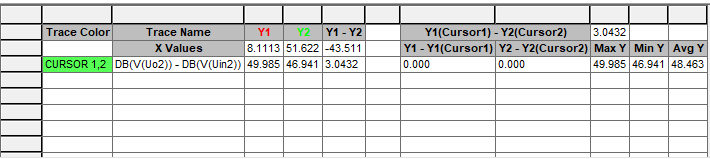 Trace Color Trace Name Y1 Y2 Y1 - Y2 Y1(Cursor1) - Y2(Cursor2) 3.0432
X Values 8.1113 51.622 -43.511 Y1 - Y1(Cursor1) Y2 - Y2(Cursor2) Max Y Min Y Avg Y
CURSOR 1,2 DB(V(Uo2)) - DB(V(Uin2)) 49.985 46.941 3.0432 0.000 0.000 49.985 46.941 48.463